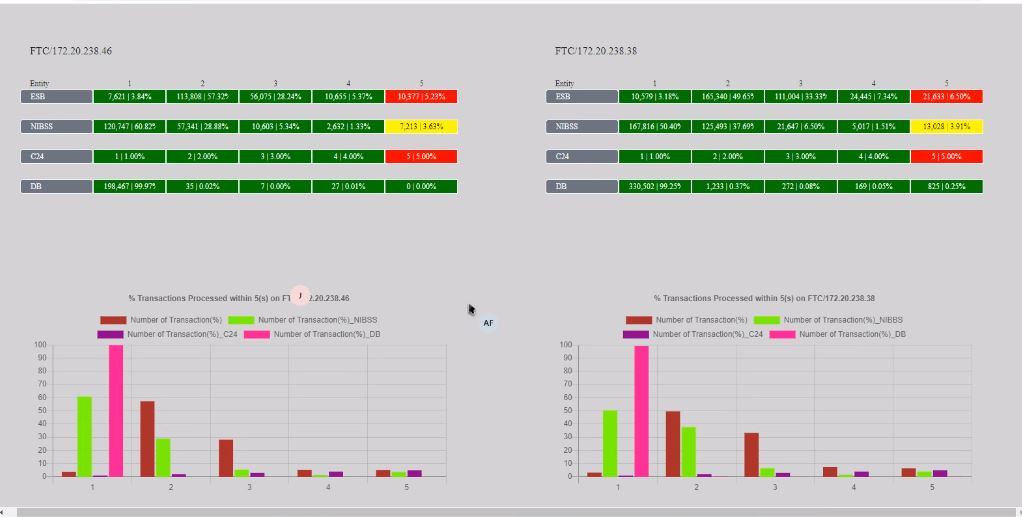 FTC/172.20.238.46
Entity 1 2 3 4 5
ESB 7,621 | 3.84% 113,808 | 57.32% 56,075 | 28.24% 10,655 | 5.37% 10,377 | 5.23%
NIBSS 120,747 | 60.82% 57,341 | 28.88% 10,603 | 5.34% 2,632 | 1.33% 7,213 | 3.63%
C24 1 | 1.00% 2 | 2.00% 3 | 3.00% 4 | 4.00% 5 | 5.00%
DB 198,467 | 99.97% 35 | 0.02% 7 | 0.00% 27 | 0.01% 0 | 0.00%
FTC/172.20.238.38
Entity 1 2 3 4 5
ESB 10,579 | 3.18% 165,340 | 49.65% 111,004 | 33.33% 24,445 | 7.34% 21,633 | 6.50%
NIBSS 167,816 | 50.40% 125,493 | 37.69% 21,647 | 6.50% 5,017 | 1.51% 13,028 | 3.91%
C24 1 | 1.00% 2 | 2.00% 3 | 3.00% 4 | 4.00% 5 | 5.00%
DB 330,502 | 99.25% 1,233 | 0.37% 272 | 0.08% 169 | 0.05% 825 | 0.25%
% Transactions Processed within 5(s) on FT J 2.20.238.46
Number of Transaction(%) Number of Transaction(%)_NIBSS
Number of Transaction(%)_C24 Number of Transaction(%)_DB
100
90
80
70
60
50
40
30
20
10
0
1 2 3 4 5
AF
% Transactions Processed within 5(s) on FTC/172.20.238.38
Number of Transaction(%) Number of Transaction(%)_NIBSS
Number of Transaction(%)_C24 Number of Transaction(%)_DB
100
90
80
70
60
50
40
30
20
10
0
1 2 3 4 5